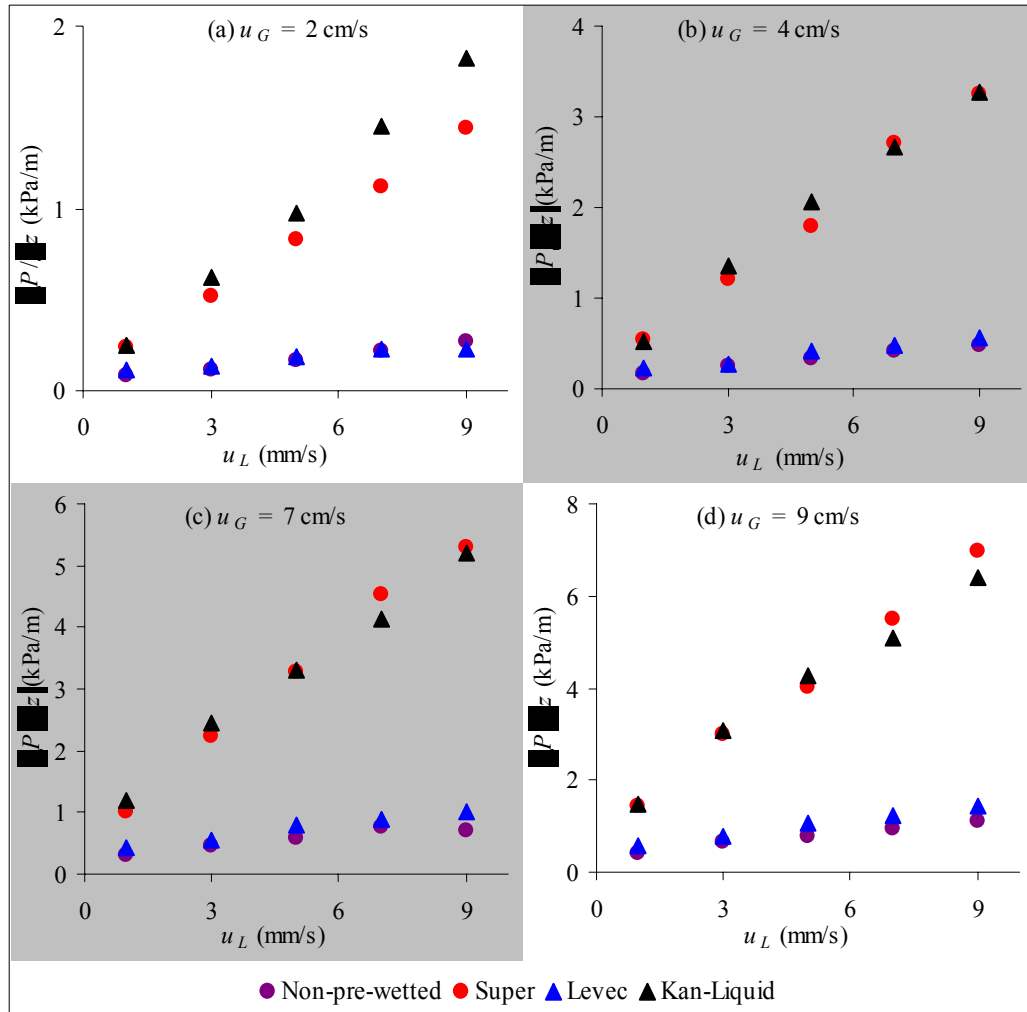 (a) u G = 2 cm/s
2
1
0
0 3 6 9
P / z (kPa/m)
u L (mm/s)
(b) u G = 4 cm/s
4
3
2
1
0
0 3 6 9
P z (kPa/m)
u L (mm/s)
(c) u G = 7 cm/s
6
5
4
3
2
1
0
0 3 6 9
P z (kPa/m)
u L (mm/s)
(d) u G = 9 cm/s
8
6
4
2
0
0 3 6 9
P z (kPa/m)
u L (mm/s)
Non-pre-wetted Super Levec Kan-Liquid